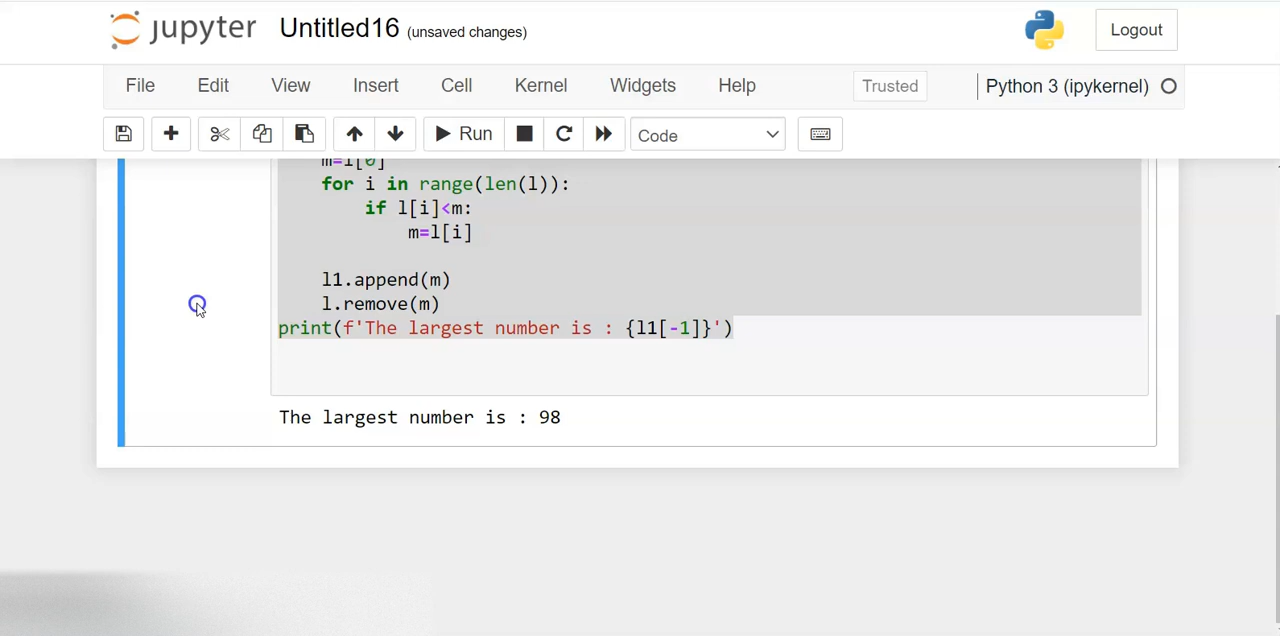 jupyter Untitled16 (unsaved changes) Logout
File Edit View Insert Cell Kernel Widgets Help Trusted Python 3 (ipykernel)
Run Code
m=l[0]
for i in range(len(l)):
if l[i]<m:
m=l[i]
l1.append(m)
l.remove(m)
print(f'The largest number is : {l1[-1]}')
The largest number is : 98